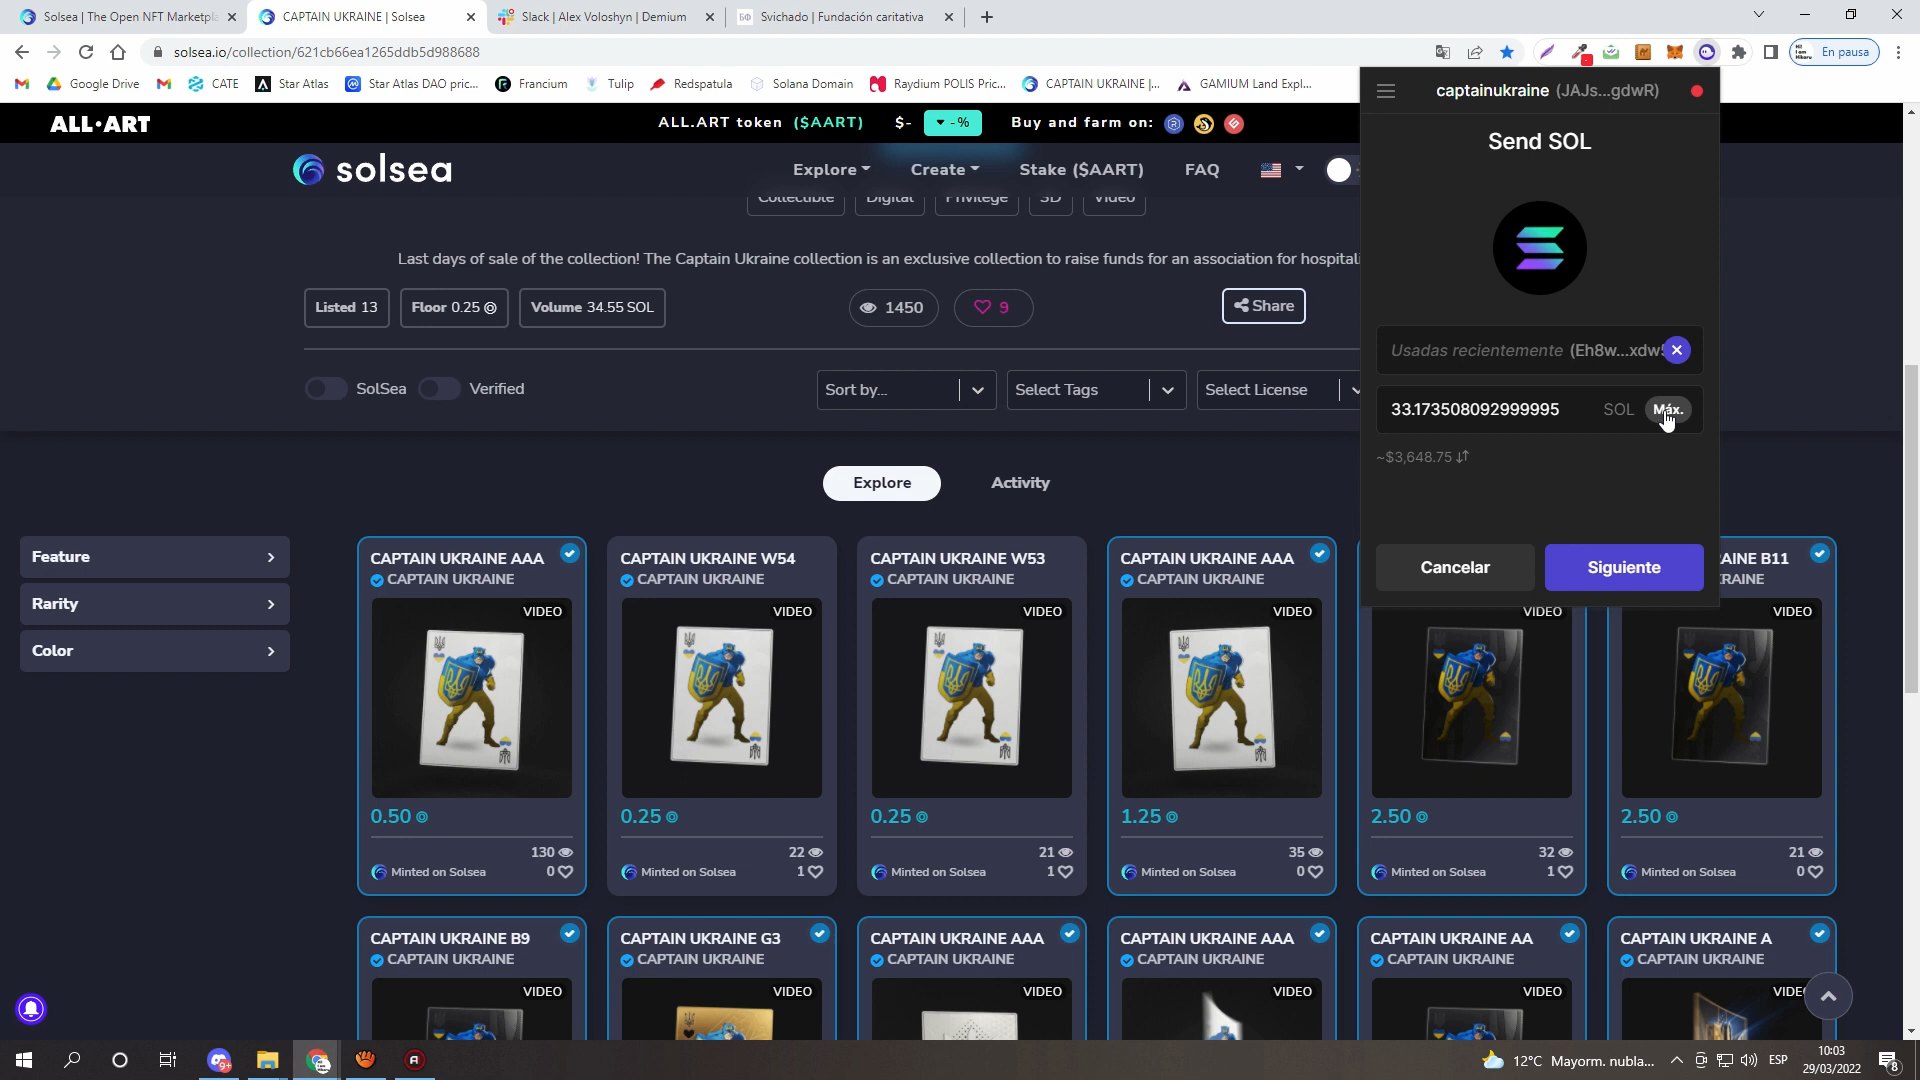 Solsea | The Open NFT Marketpla
CAPTAIN UKRAINE | Solsea
Slack | Alex Voloshyn | Demium
Svichado | Fundación caritativa
solsea.io/collection/621cb66ea1265ddb5d988688
En pausa
Google Drive
CATE
Star Atlas
Star Atlas DAO pric...
Francium
Tulip
Redspatula
Solana Domain
Raydium POLIS Pric...
CAPTAIN UKRAINE |...
GAMIUM Land Expl...
ALL•ART
ALL.ART token ($AART)
$-
-%
Buy and farm on:
solsea
Explore
Create
Stake ($AART)
FAQ
Collectible
Digital
Privilege
3D
Video
Last days of sale of the collection! The Captain Ukraine collection is an exclusive collection to raise funds for an association for hospitali
Listed 13
Floor 0.25
Volume 34.55 SOL
1450
9
Share
SolSea
Verified
Sort by...
Select Tags
Select License
Explore
Activity
captainukraine (JAJs...gdwR)
Send SOL
Usadas recientemente (Eh8w...xdw5
33.173508092999995
SOL
Máx.
~$3,648.75
Cancelar
Siguiente
Feature
Rarity
Color
CAPTAIN UKRAINE AAA
CAPTAIN UKRAINE
VIDEO
0.50
130
Minted on Solsea
0
CAPTAIN UKRAINE W54
CAPTAIN UKRAINE
VIDEO
0.25
22
Minted on Solsea
1
CAPTAIN UKRAINE W53
CAPTAIN UKRAINE
VIDEO
0.25
21
Minted on Solsea
1
CAPTAIN UKRAINE AAA
CAPTAIN UKRAINE
VIDEO
1.25
35
Minted on Solsea
0
VIDEO
2.50
32
Minted on Solsea
1
AINE B11
RAINE
VIDEO
2.50
21
Minted on Solsea
0
CAPTAIN UKRAINE B9
CAPTAIN UKRAINE
VIDEO
CAPTAIN UKRAINE G3
CAPTAIN UKRAINE
VIDEO
CAPTAIN UKRAINE AAA
CAPTAIN UKRAINE
VIDEO
CAPTAIN UKRAINE AAA
CAPTAIN UKRAINE
VIDEO
CAPTAIN UKRAINE AA
CAPTAIN UKRAINE
VIDEO
CAPTAIN UKRAINE A
CAPTAIN UKRAINE
VIDE
12°C Mayorm. nubla...
ESP
10:03
29/03/2022
8